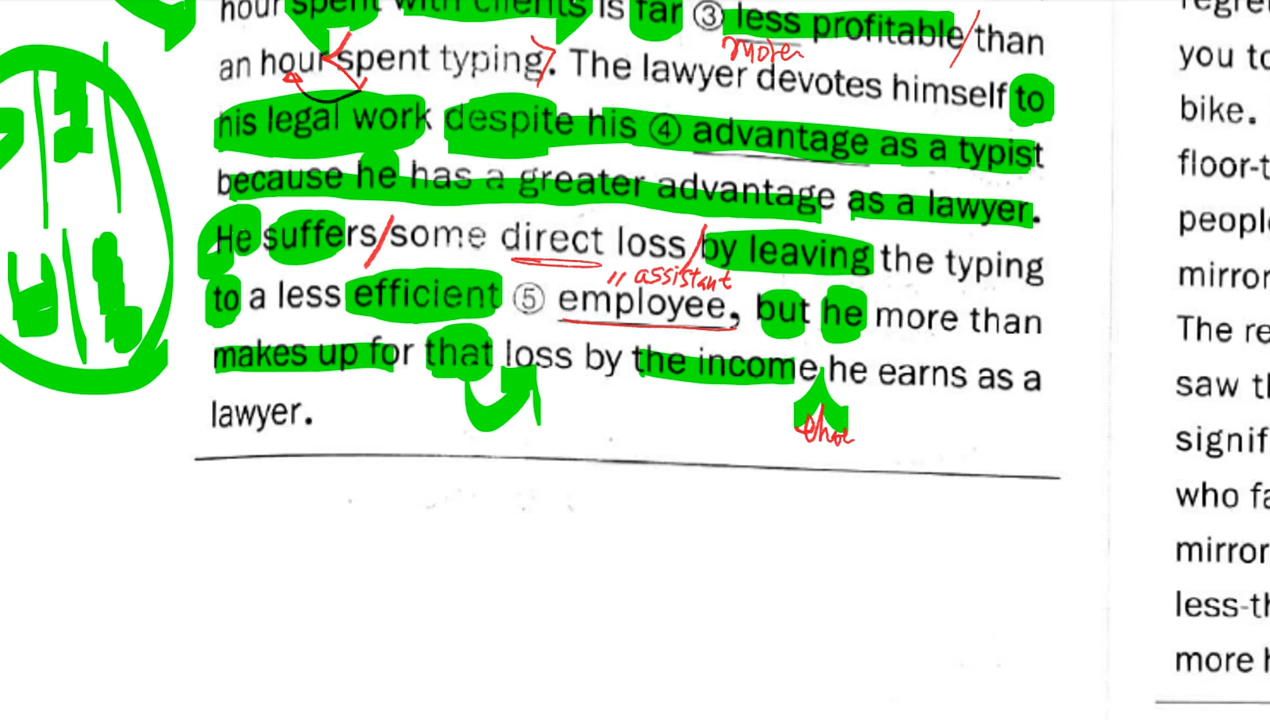 hour spent with clients is far ③ less profitable than
more
an hour spent typing. The lawyer devotes himself to
his legal work despite his ④ advantage as a typist
because he has a greater advantage as a lawyer.
He suffers some direct loss by leaving the typing
" assistant
to a less efficient ⑤ employee, but he more than
makes up for that loss by the income he earns as a
lawyer.
you to
bike.
floor-t
people
mirror
The re
saw th
signif
who fa
mirror
less-th
more h